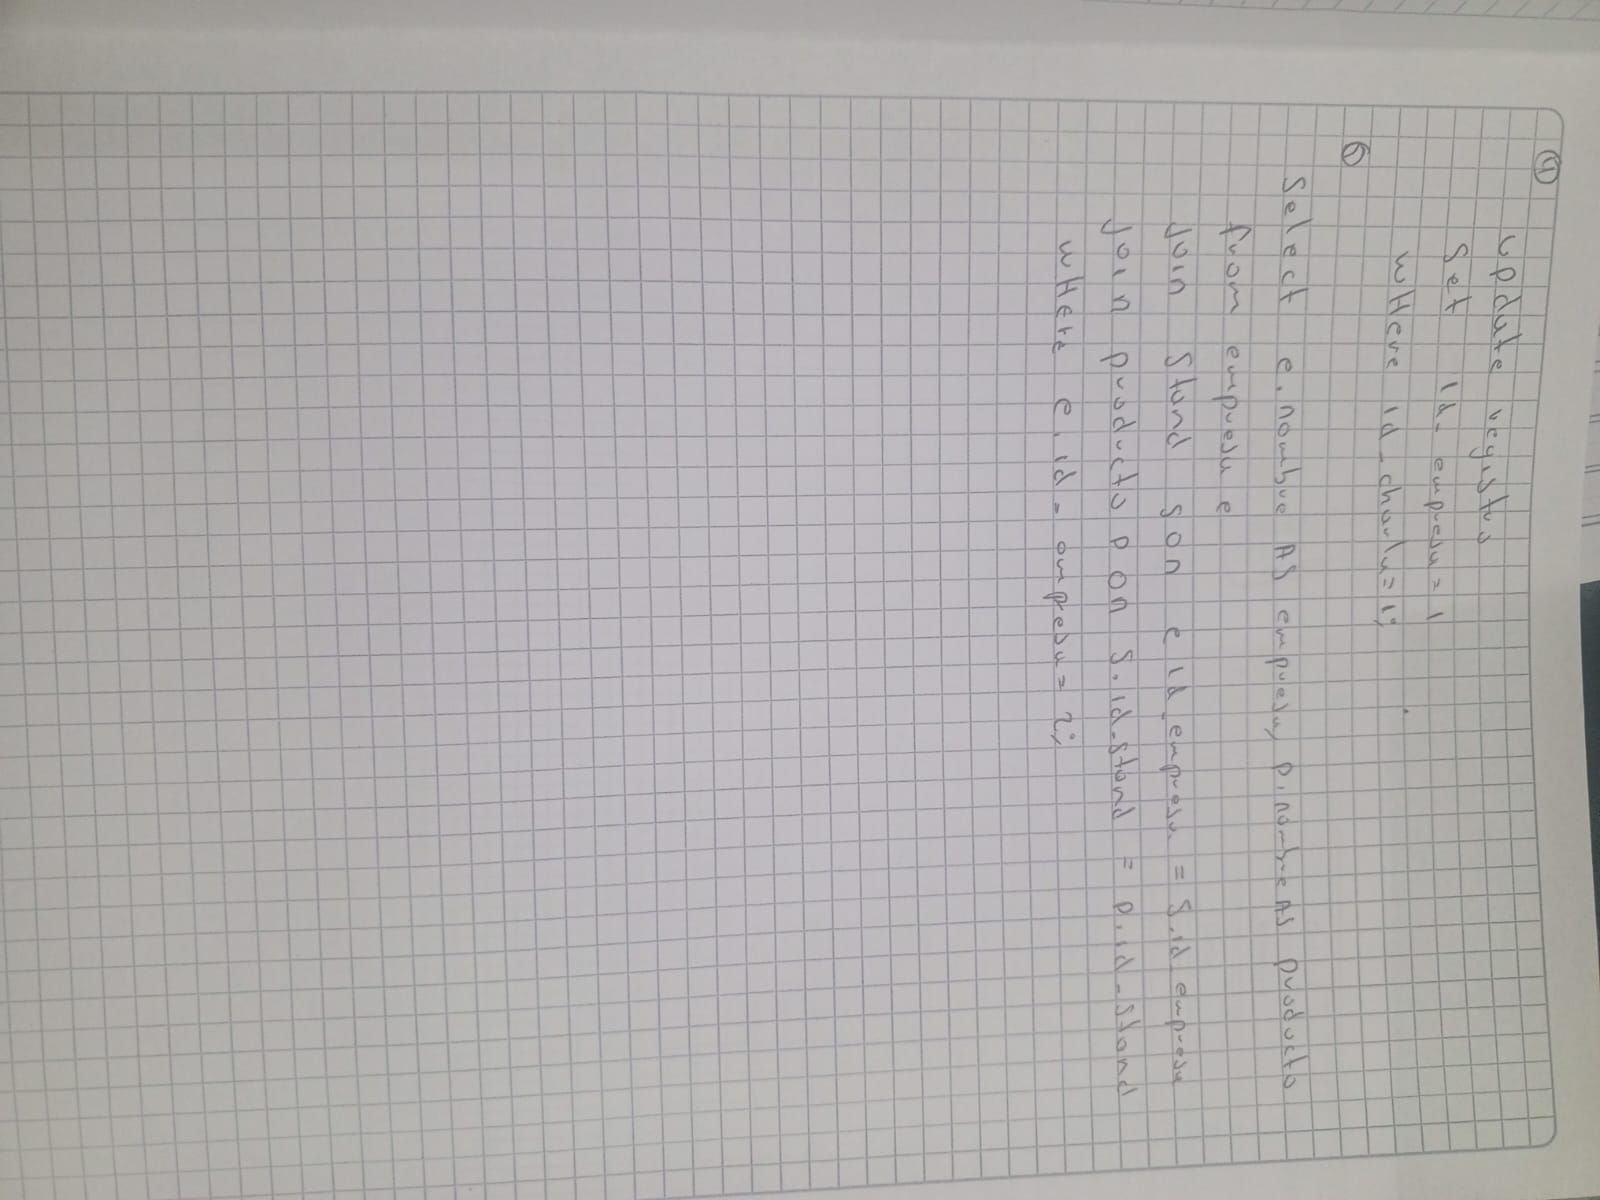 ④
update registro
Set id_empresa = 1
wHere id_charla = 1;
⑥
Select e.nombre AS empresa, p.nombre AS producto
from empresa e
join Stand s on e.id_empresa = s.id_empresa
join producto p on s.id_stand = p.id_stand
wHere e.id_empresa = 2;